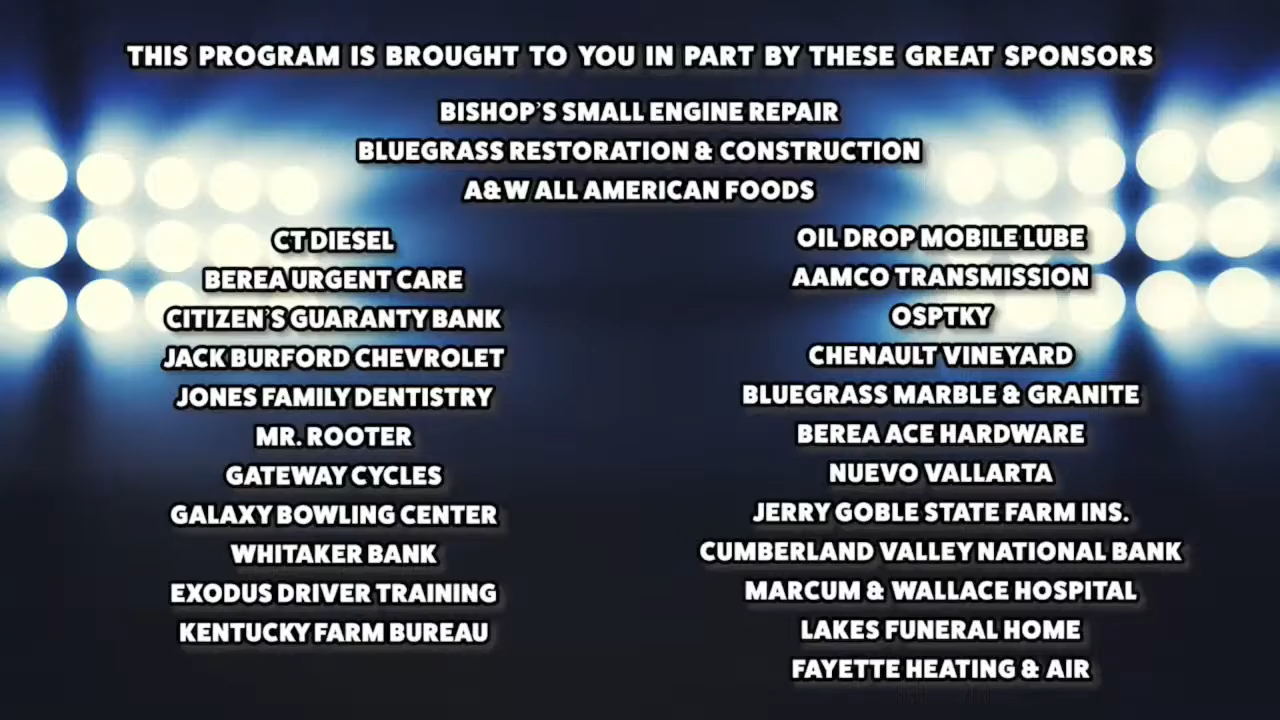 THIS PROGRAM IS BROUGHT TO YOU IN PART BY THESE GREAT SPONSORS
BISHOP'S SMALL ENGINE REPAIR
BLUEGRASS RESTORATION & CONSTRUCTION
A&W ALL AMERICAN FOODS
CT DIESEL
BEREA URGENT CARE
CITIZEN'S GUARANTY BANK
JACK BURFORD CHEVROLET
JONES FAMILY DENTISTRY
MR. ROOTER
GATEWAY CYCLES
GALAXY BOWLING CENTER
WHITAKER BANK
EXODUS DRIVER TRAINING
KENTUCKY FARM BUREAU
OIL DROP MOBILE LUBE
AAMCO TRANSMISSION
OSPTKY
CHENAULT VINEYARD
BLUEGRASS MARBLE & GRANITE
BEREA ACE HARDWARE
NUEVO VALLARTA
JERRY GOBLE STATE FARM INS.
CUMBERLAND VALLEY NATIONAL BANK
MARCUM & WALLACE HOSPITAL
LAKES FUNERAL HOME
FAYETTE HEATING & AIR